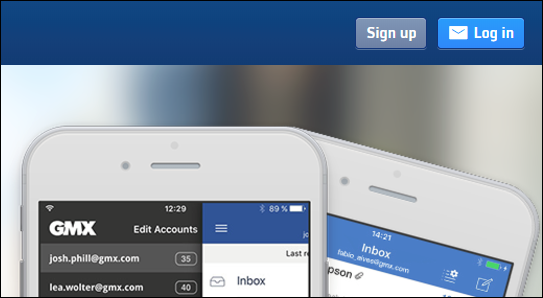 Sign up
Log in
12:29
89 %
GMX
Edit Accounts
josh.phill@gmx.com
35
Last re
lea.wolter@gmx.com
40
Inbox
14:21
Inbox
fabio_alves@gmx.com
pson